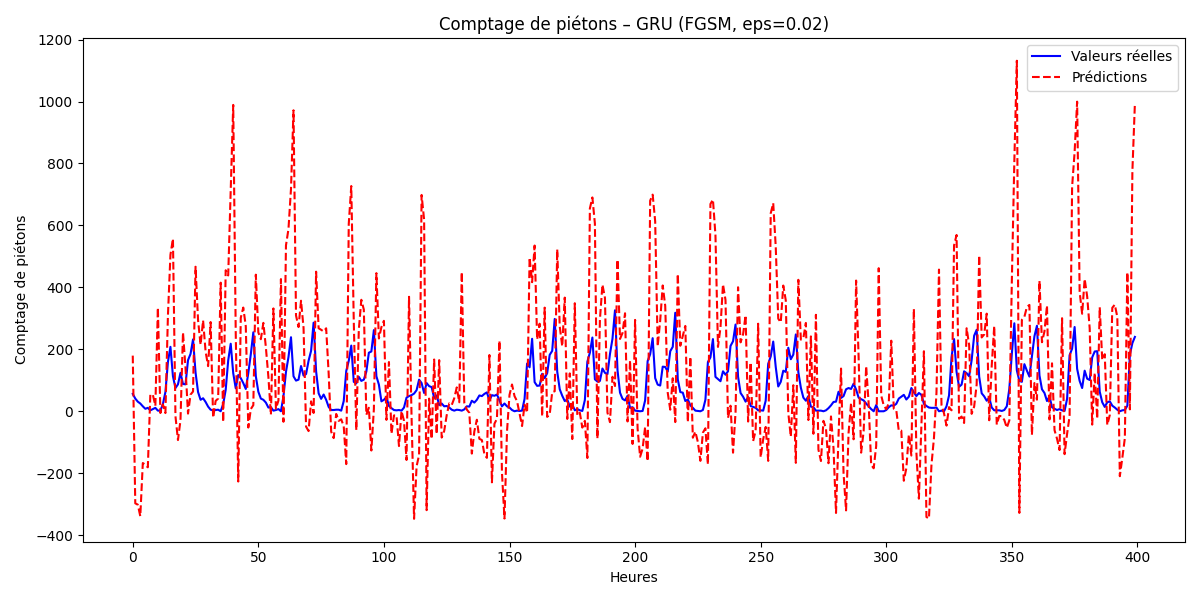 Comptage de piétons – GRU (FGSM, eps=0.02)
Valeurs réelles
Prédictions
Comptage de piétons
1200
1000
800
600
400
200
0
−200
−400
0 50 100 150 200 250 300 350 400
Heures